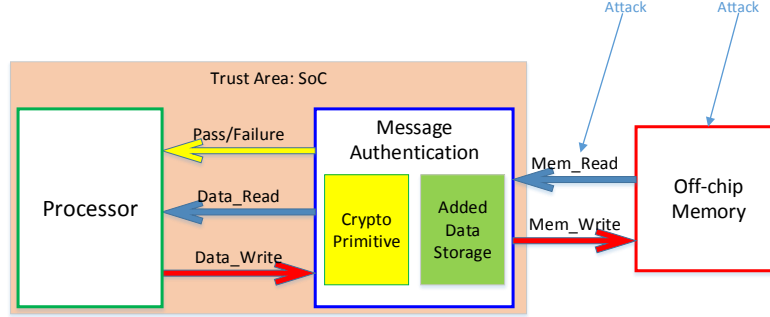 Attack
Attack
Trust Area: SoC
Pass/Failure
Message
Authentication
Mem_Read
Processor
Data_Read
Crypto
Primitive
Added
Data
Storage
Off-chip
Memory
Mem_Write
Data_Write